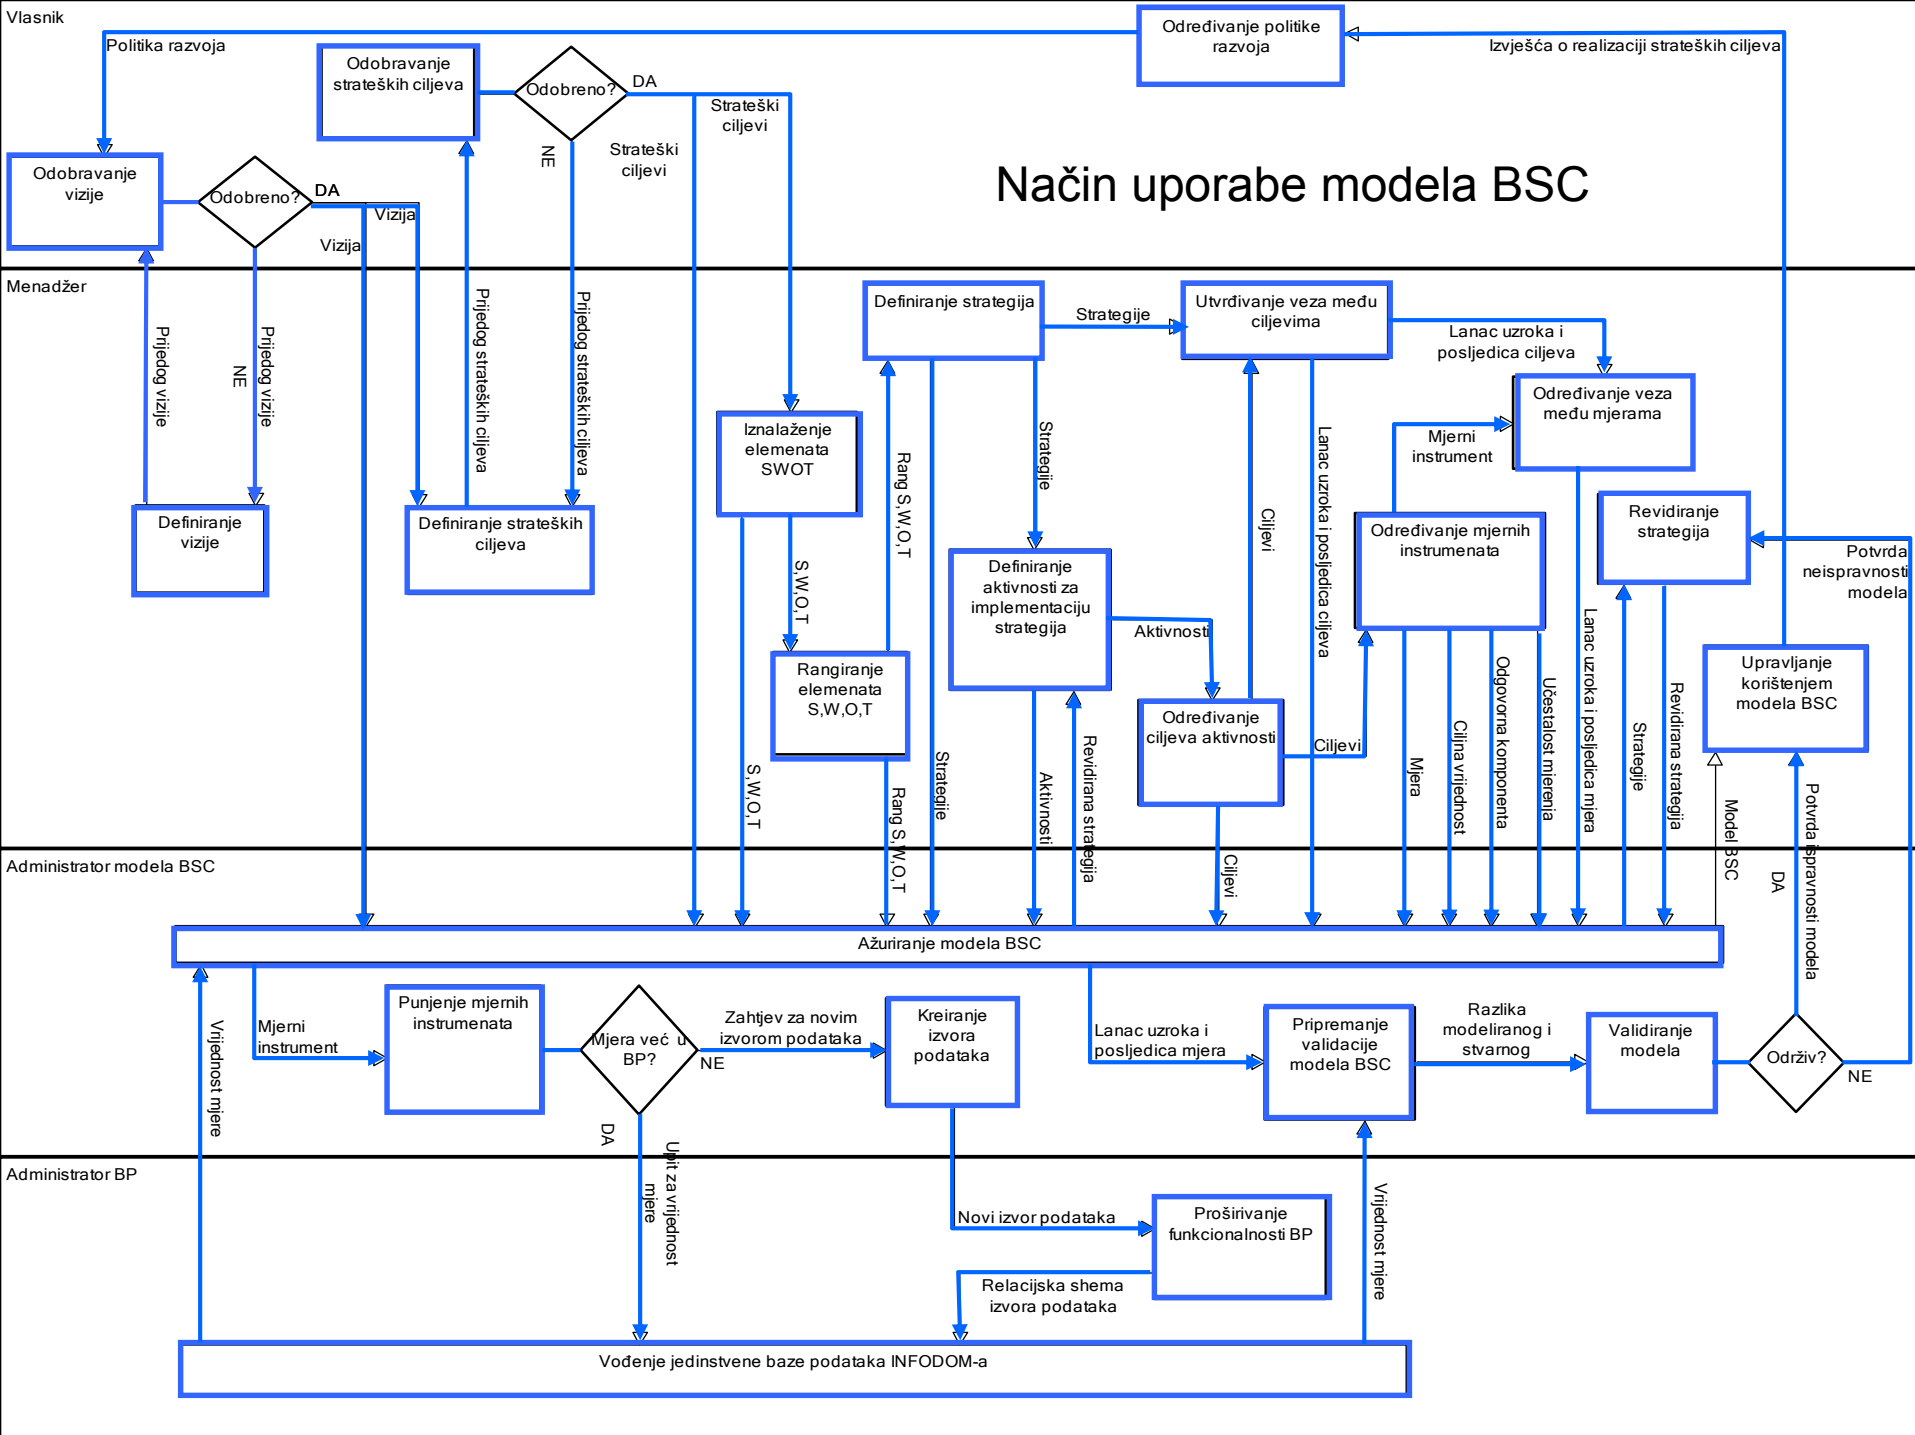 Vlasnik
Politika razvoja
Određivanje politike
razvoja
Izvješća o realizaciji strateških ciljeva
Odobravanje
strateških ciljeva
Odobreno?
DA
NE
Strateški
ciljevi
Strateški
ciljevi
Način uporabe modela BSC
Odobravanje
vizije
Odobreno?
DA
Vizija
Vizija
Menadžer
Prijedog vizije
NE
Prijedog vizije
Prijedog strateških ciljeva
Prijedog strateških ciljeva
Definiranje
vizije
Definiranje strateških
ciljeva
Definiranje strategija
Strategije
Utvrđivanje veza među
ciljevima
Lanac uzroka i
posljedica ciljeva
Određivanje veza
među mjerama
Iznalaženje
elemenata
SWOT
Rang S,W,O,T
Strategije
Ciljevi
Lanac uzroka i posljedica ciljeva
Mjerni
instrument
Određivanje mjernih
instrumenata
Revidiranje
strategija
Potvrda
neispravnosti
modela
S,W,O,T
Definiranje
aktivnosti za
implementaciju
strategija
Aktivnosti
Rangiranje
elemenata
S,W,O,T
Određivanje
ciljeva aktivnosti
Ciljevi
Upravljanje
korištenjem
modela BSC
S,W,O,T
Rang S,W,O,T
Strategije
Aktivnosti
Revidirana strategija
Ciljevi
Mjera
Ciljna vrijednost
Odgovorna komponenta
Učestalost mjerenja
Lanac uzroka i posljedica mjera
Strategije
Revidirana strategija
Model BSC
DA
Potvrda ispravnosti modela
Administrator modela BSC
Ažuriranje modela BSC
Vrijednost mjere
Mjerni
instrument
Punjenje mjernih
instrumenata
Mjera već u
BP?
NE
DA
Zahtjev za novim
izvorom podataka
Kreiranje
izvora
podataka
Lanac uzroka i
posljedica mjera
Pripremanje
validacije
modela BSC
Razlika
modeliranog i
stvarnog
Validiranje
modela
Održiv?
NE
Administrator BP
Upit za vrijednost
mjere
Novi izvor podataka
Proširivanje
funkcionalnosti BP
Relacijska shema
izvora podataka
Vrijednost mjere
Vođenje jedinstvene baze podataka INFODOM-a